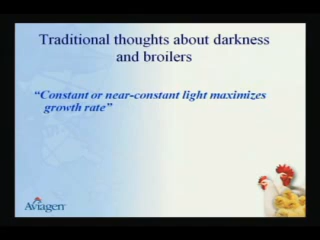 Traditional thoughts about darkness
and broilers
“Constant or near-constant light maximizes
growth rate”
Aviagen